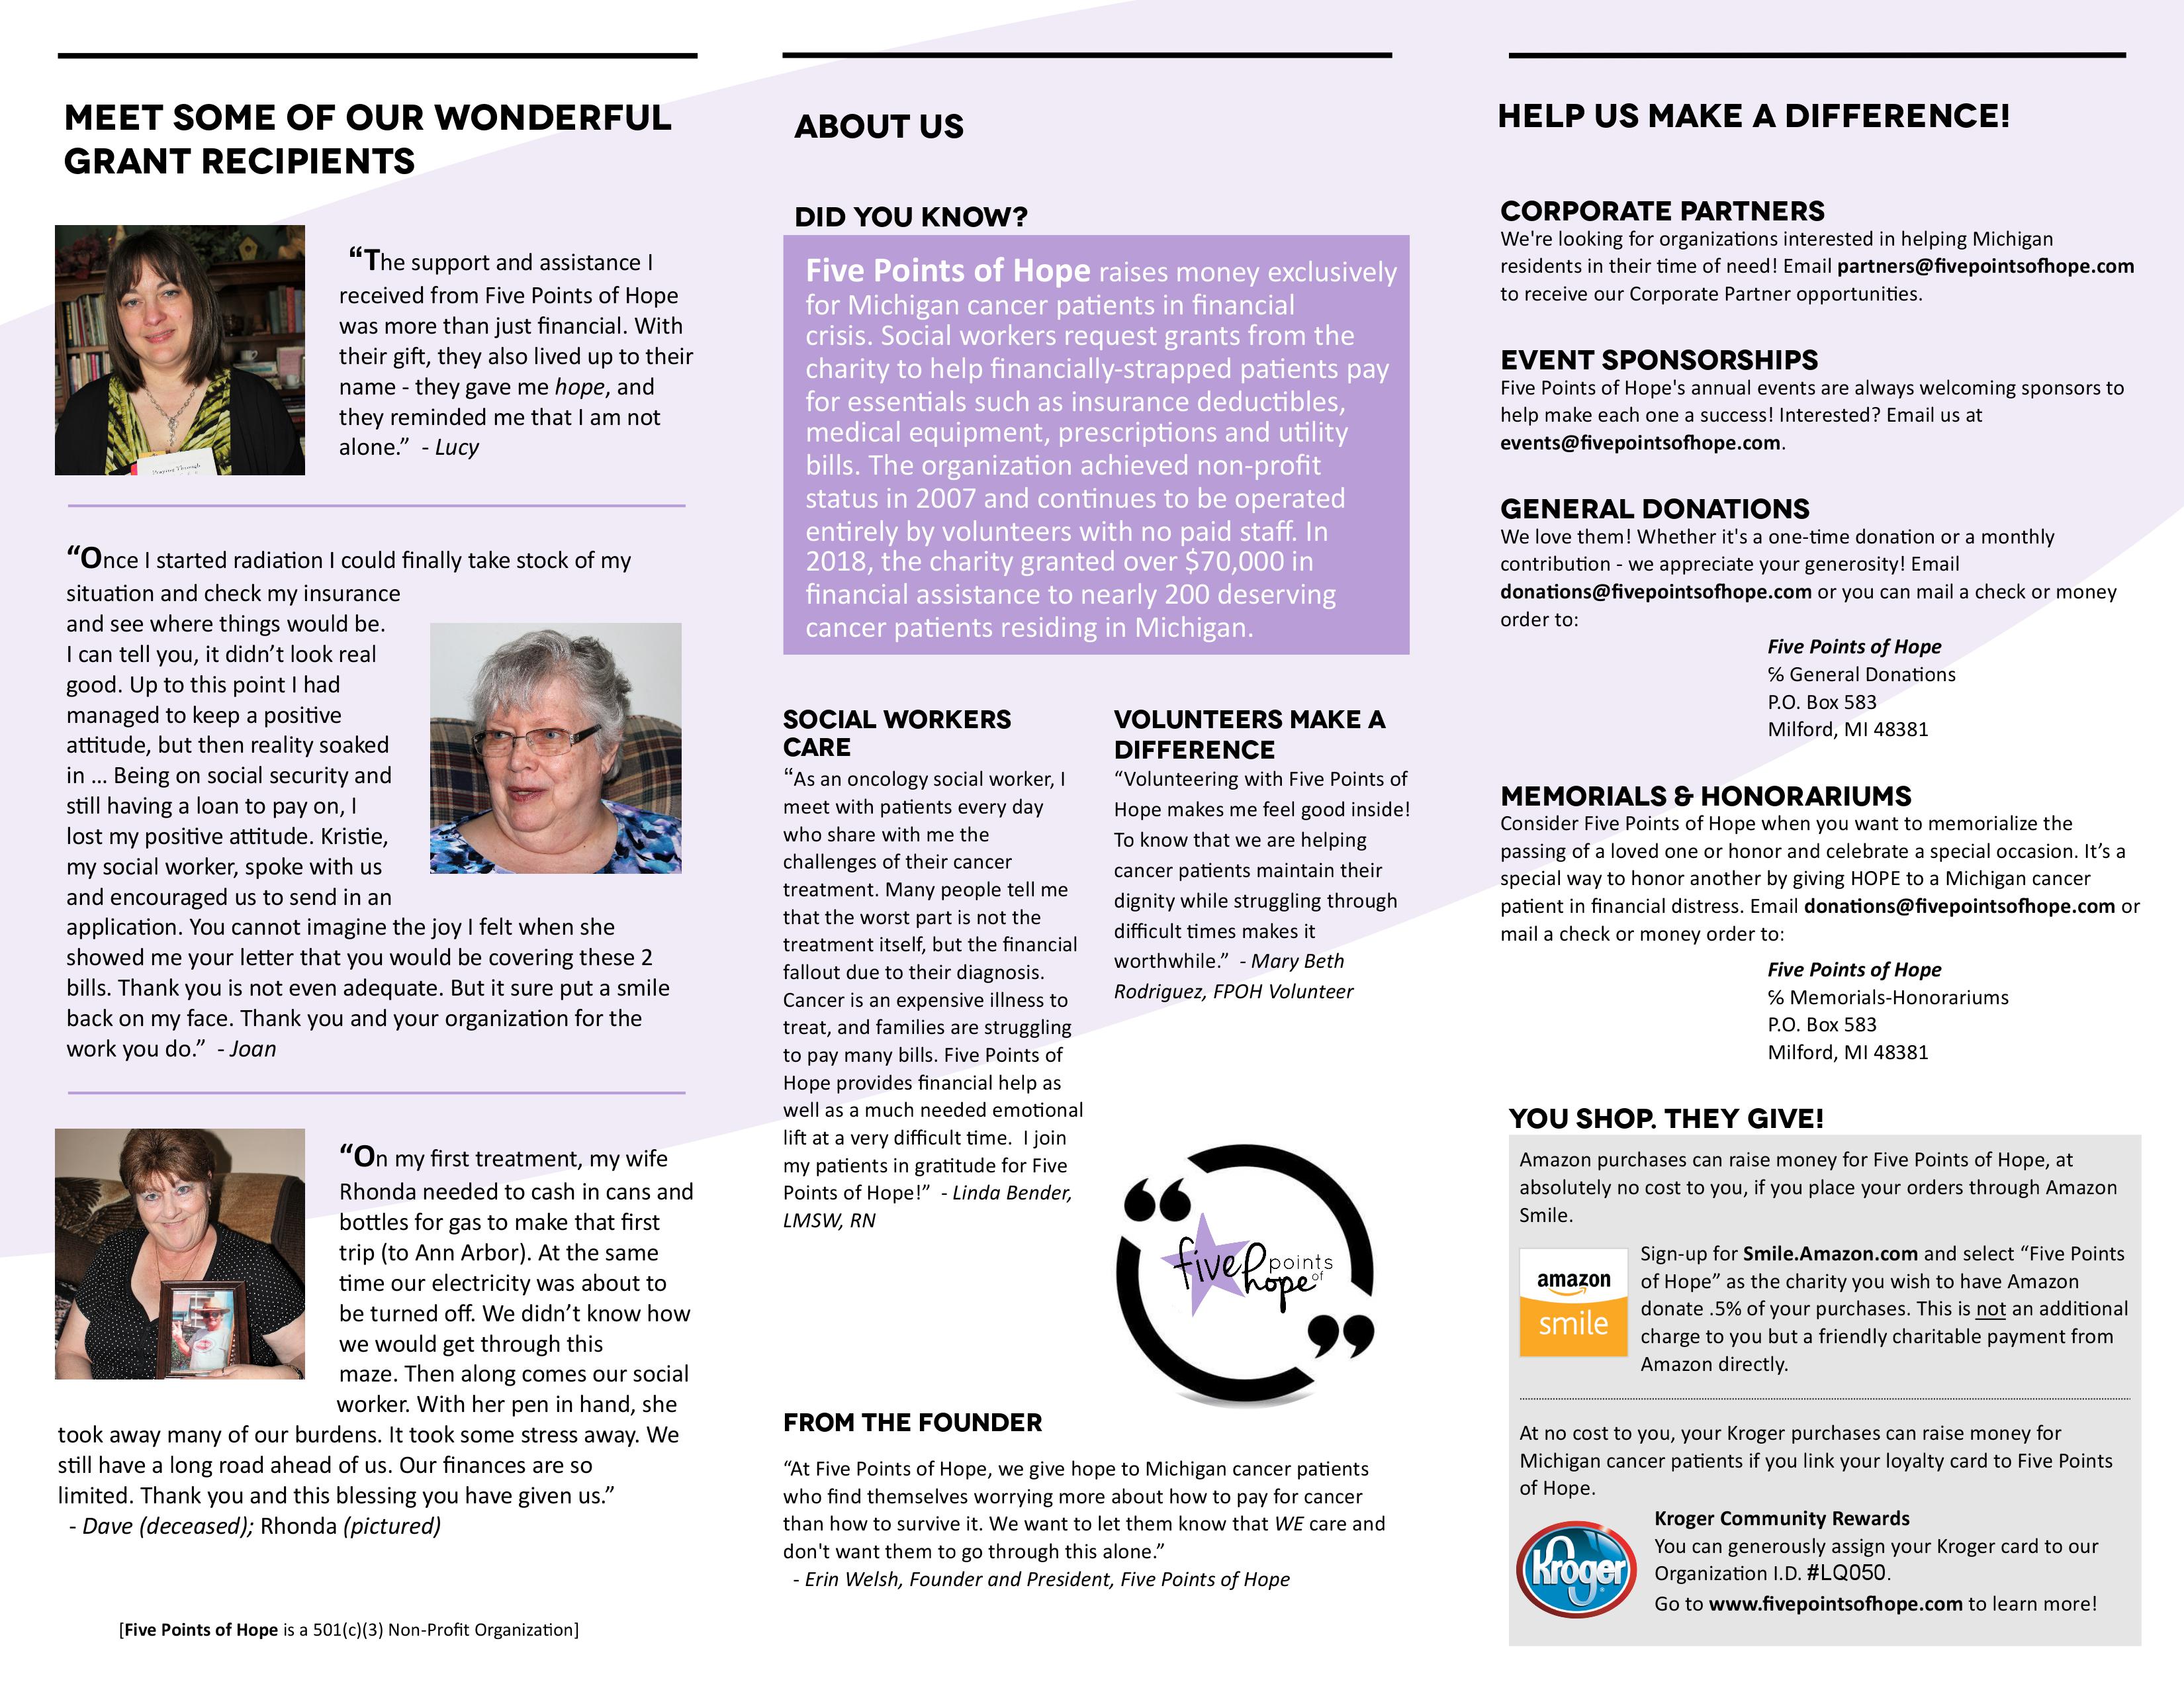 MEET SOME OF OUR WONDERFUL
GRANT RECIPIENTS
“The support and assistance I
received from Five Points of Hope
was more than just financial. With
their gift, they also lived up to their
name - they gave me hope, and
they reminded me that I am not
alone.” - Lucy
Praying Through
“Once I started radiation I could finally take stock of my
situation and check my insurance
and see where things would be.
I can tell you, it didn’t look real
good. Up to this point I had
managed to keep a positive
attitude, but then reality soaked
in ... Being on social security and
still having a loan to pay on, I
lost my positive attitude. Kristie,
my social worker, spoke with us
and encouraged us to send in an
application. You cannot imagine the joy I felt when she
showed me your letter that you would be covering these 2
bills. Thank you is not even adequate. But it sure put a smile
back on my face. Thank you and your organization for the
work you do.” - Joan
“On my first treatment, my wife
Rhonda needed to cash in cans and
bottles for gas to make that first
trip (to Ann Arbor). At the same
time our electricity was about to
be turned off. We didn’t know how
we would get through this
maze. Then along comes our social
worker. With her pen in hand, she
took away many of our burdens. It took some stress away. We
still have a long road ahead of us. Our finances are so
limited. Thank you and this blessing you have given us.”
- Dave (deceased); Rhonda (pictured)
[Five Points of Hope is a 501(c)(3) Non-Profit Organization]
ABOUT US
DID YOU KNOW?
Five Points of Hope raises money exclusively
for Michigan cancer patients in financial
crisis. Social workers request grants from the
charity to help financially-strapped patients pay
for essentials such as insurance deductibles,
medical equipment, prescriptions and utility
bills. The organization achieved non-profit
status in 2007 and continues to be operated
entirely by volunteers with no paid staff. In
2018, the charity granted over $70,000 in
financial assistance to nearly 200 deserving
cancer patients residing in Michigan.
SOCIAL WORKERS
CARE
“As an oncology social worker, I
meet with patients every day
who share with me the
challenges of their cancer
treatment. Many people tell me
that the worst part is not the
treatment itself, but the financial
fallout due to their diagnosis.
Cancer is an expensive illness to
treat, and families are struggling
to pay many bills. Five Points of
Hope provides financial help as
well as a much needed emotional
lift at a very difficult time. I join
my patients in gratitude for Five
Points of Hope!” - Linda Bender,
LMSW, RN
VOLUNTEERS MAKE A
DIFFERENCE
“Volunteering with Five Points of
Hope makes me feel good inside!
To know that we are helping
cancer patients maintain their
dignity while struggling through
difficult times makes it
worthwhile.” - Mary Beth
Rodriguez, FPOH Volunteer
five points
of
hope
FROM THE FOUNDER
“At Five Points of Hope, we give hope to Michigan cancer patients
who find themselves worrying more about how to pay for cancer
than how to survive it. We want to let them know that WE care and
don't want them to go through this alone.”
- Erin Welsh, Founder and President, Five Points of Hope
HELP US MAKE A DIFFERENCE!
CORPORATE PARTNERS
We're looking for organizations interested in helping Michigan
residents in their time of need! Email partners@fivepointsofhope.com
to receive our Corporate Partner opportunities.
EVENT SPONSORSHIPS
Five Points of Hope's annual events are always welcoming sponsors to
help make each one a success! Interested? Email us at
events@fivepointsofhope.com.
GENERAL DONATIONS
We love them! Whether it's a one-time donation or a monthly
contribution - we appreciate your generosity! Email
donations@fivepointsofhope.com or you can mail a check or money
order to:
Five Points of Hope
℅ General Donations
P.O. Box 583
Milford, MI 48381
MEMORIALS & HONORARIUMS
Consider Five Points of Hope when you want to memorialize the
passing of a loved one or honor and celebrate a special occasion. It’s a
special way to honor another by giving HOPE to a Michigan cancer
patient in financial distress. Email donations@fivepointsofhope.com or
mail a check or money order to:
Five Points of Hope
℅ Memorials-Honorariums
P.O. Box 583
Milford, MI 48381
YOU SHOP. THEY GIVE!
Amazon purchases can raise money for Five Points of Hope, at
absolutely no cost to you, if you place your orders through Amazon
Smile.
amazon
smile
Sign-up for Smile.Amazon.com and select “Five Points
of Hope” as the charity you wish to have Amazon
donate .5% of your purchases. This is not an additional
charge to you but a friendly charitable payment from
Amazon directly.
At no cost to you, your Kroger purchases can raise money for
Michigan cancer patients if you link your loyalty card to Five Points
of Hope.
Kroger
Kroger Community Rewards
You can generously assign your Kroger card to our
Organization I.D. #LQ050.
Go to www.fivepointsofhope.com to learn more!